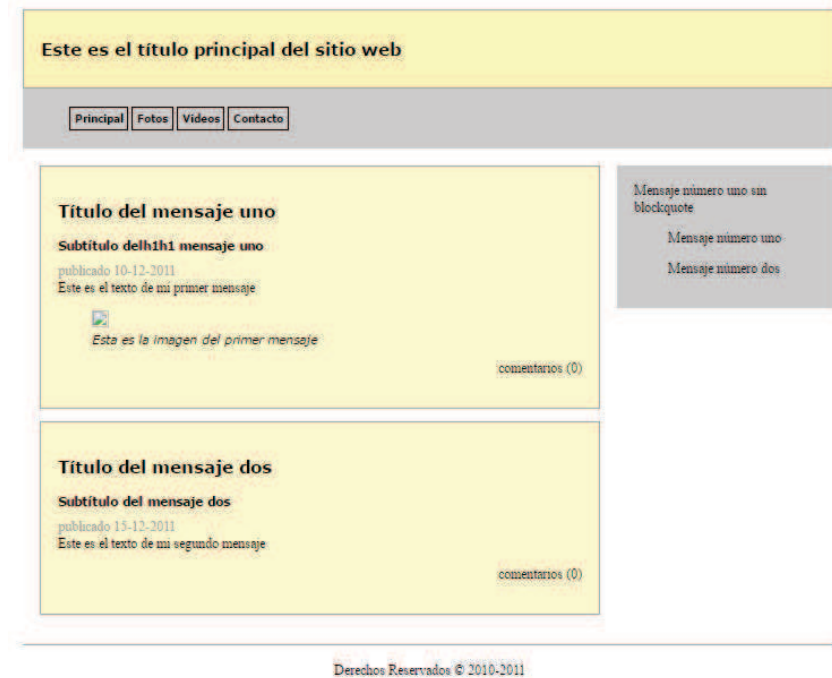 Este es el título principal del sitio web
Principal Fotos Videos Contacto
Título del mensaje uno
Subtítulo delh1h1 mensaje uno
publicado 10-12-2011
Este es el texto de mi primer mensaje
Esta es la imagen del primer mensaje
comentarios (0)
Título del mensaje dos
Subtítulo del mensaje dos
publicado 15-12-2011
Este es el texto de mi segundo mensaje
comentarios (0)
Mensaje número uno sin
blockquote
Mensaje número uno
Mensaje número dos
Derechos Reservados © 2010-2011